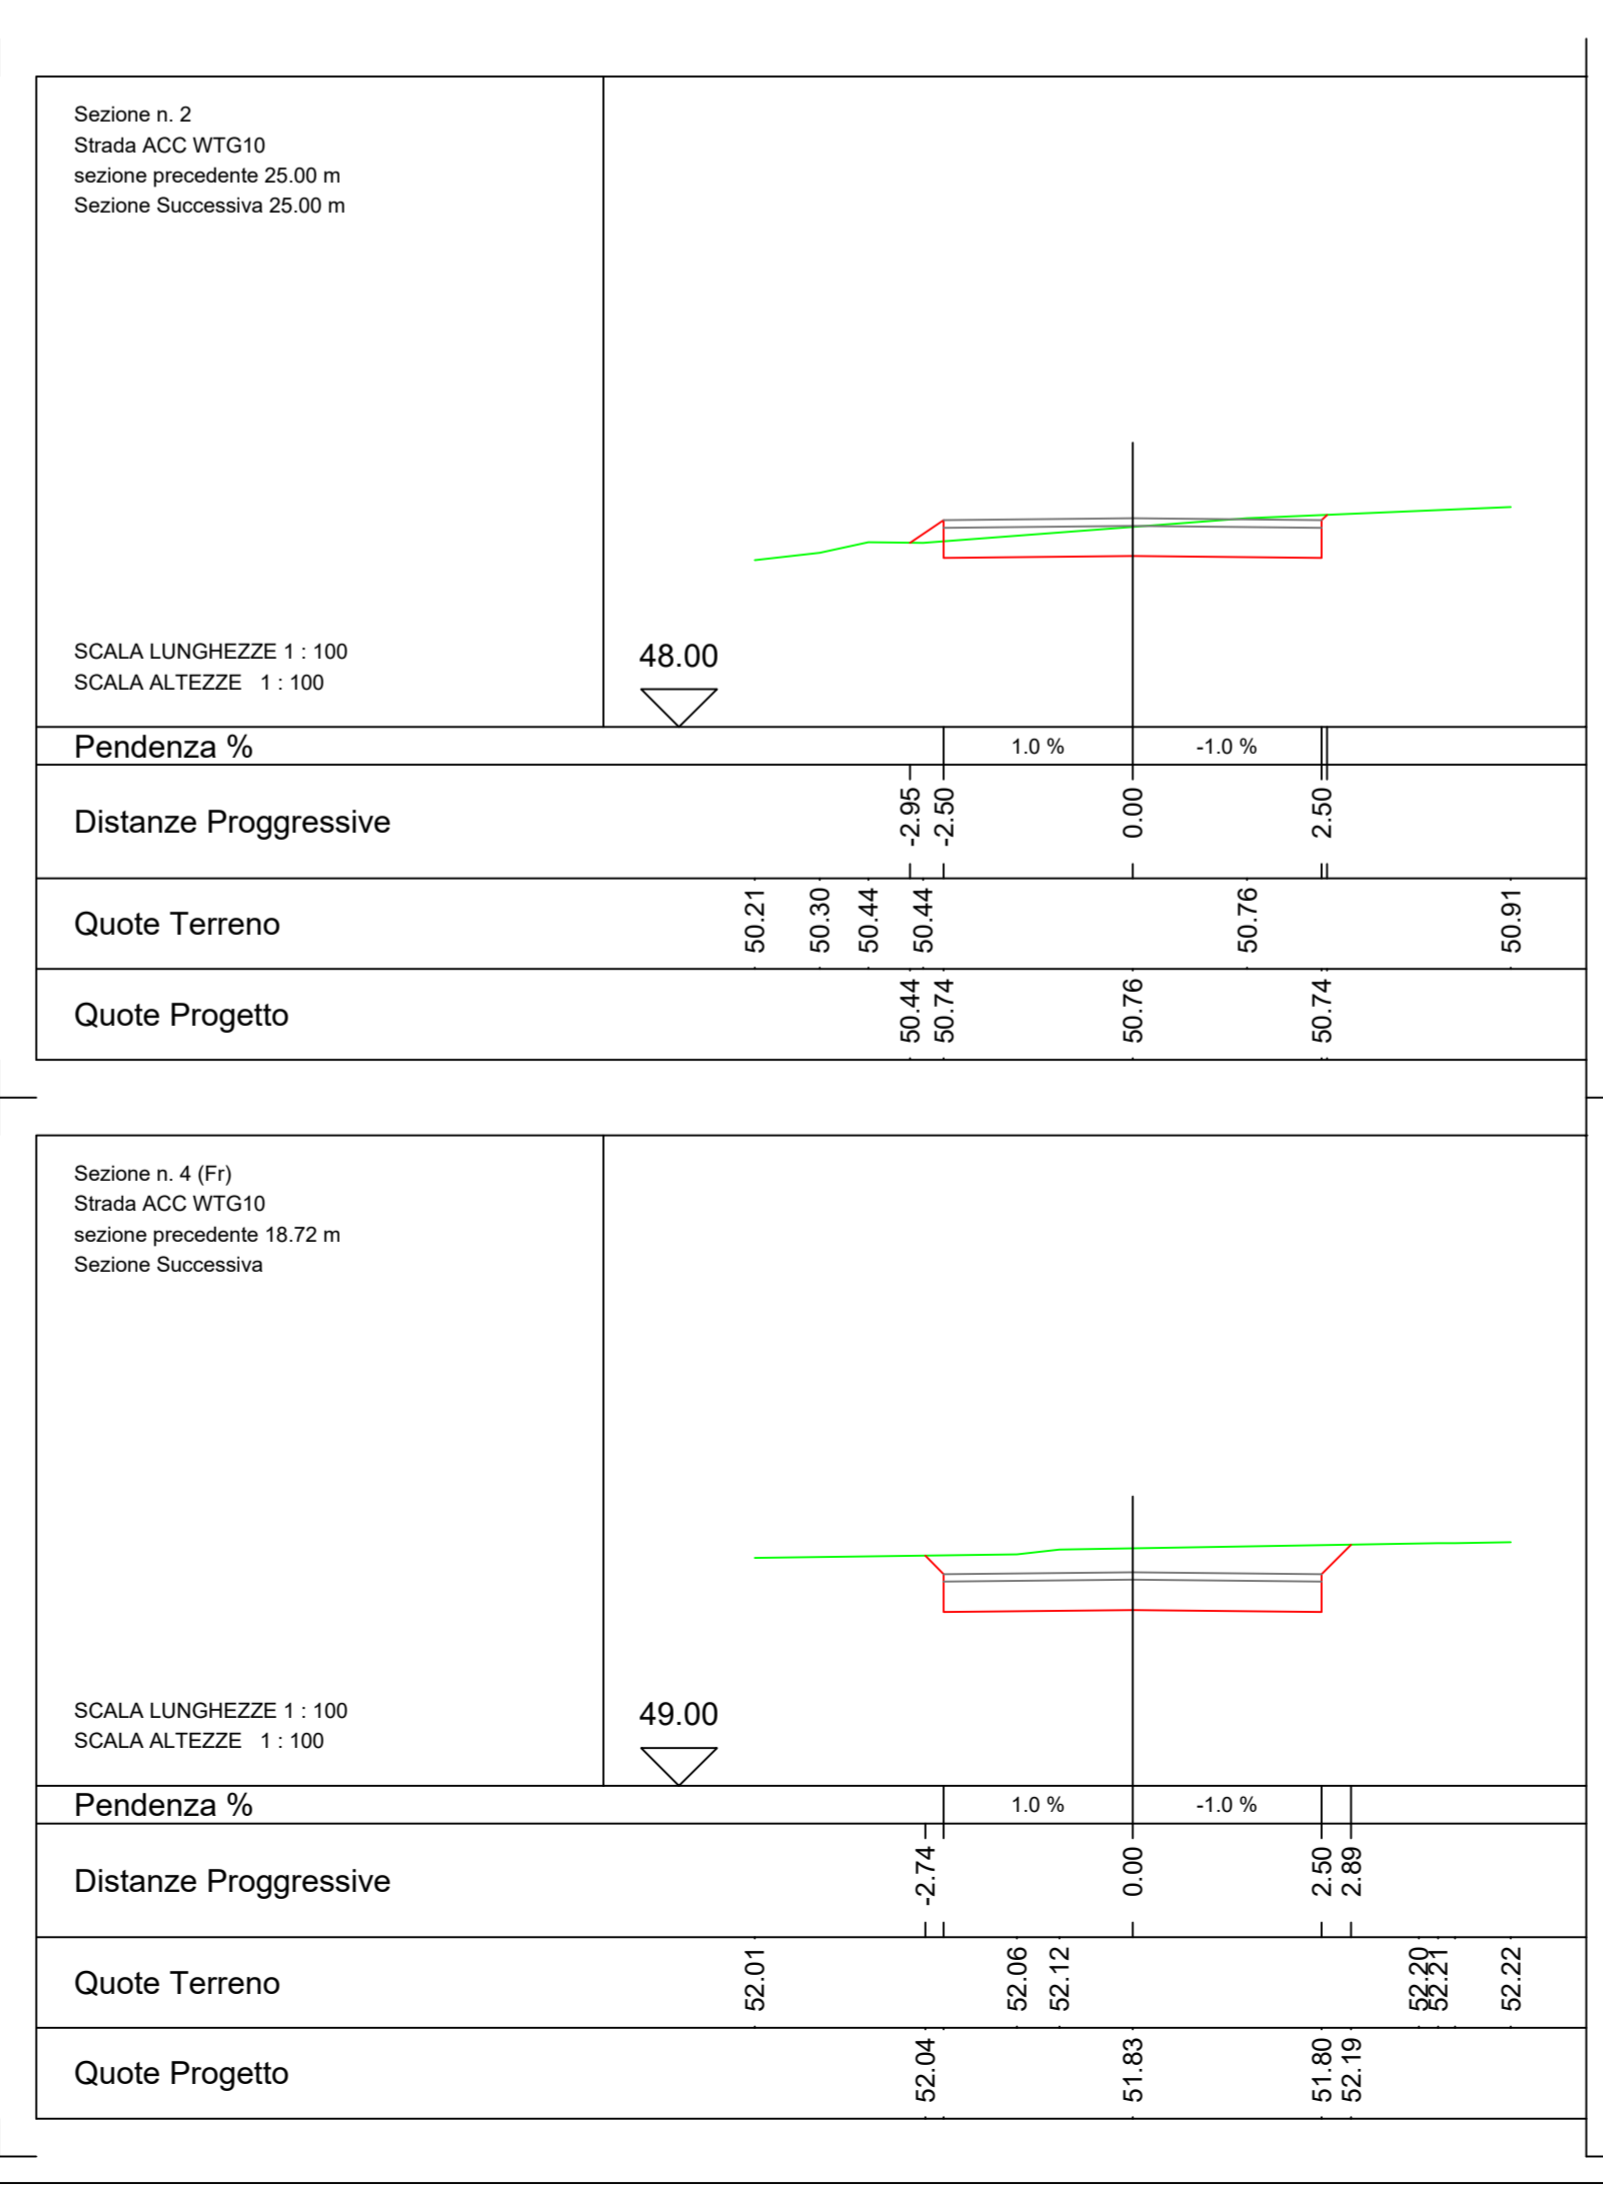 Sezione n. 2
Strada ACC WTG10
sezione precedente 25.00 m
Sezione Successiva 25.00 m
SCALA LUNGHEZZE 1 : 100
SCALA ALTEZZE 1 : 100
48.00
Pendenza % 1.0 % -1.0 %
Distanze Proggressive -2.95 -2.50 0.00 2.50
Quote Terreno 50.21 50.30 50.44 50.44 50.76 50.91
Quote Progetto 50.44 50.74 50.76 50.74
Sezione n. 4 (Fr)
Strada ACC WTG10
sezione precedente 18.72 m
Sezione Successiva
SCALA LUNGHEZZE 1 : 100
SCALA ALTEZZE 1 : 100
49.00
Pendenza % 1.0 % -1.0 %
Distanze Proggressive -2.74 0.00 2.50 2.89
Quote Terreno 52.01 52.06 52.12 52.20 52.21 52.22
Quote Progetto 52.04 51.83 51.80 52.19